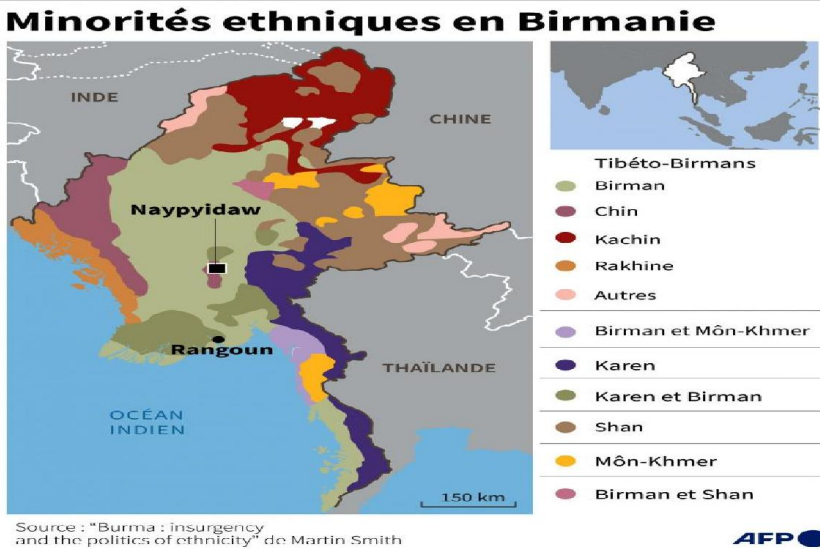 Minorités ethniques en Birmanie
INDE
CHINE
Naypyidaw
Rangoun
THAÏLANDE
OCÉAN
INDIEN
150 km
Tibéto-Birmans
Birman
Chin
Kachin
Rakhine
Autres
Birman et Môn-Khmer
Karen
Karen et Birman
Shan
Môn-Khmer
Birman et Shan
Source : "Burma : insurgency
and the politics of ethnicity" de Martin Smith
AFP